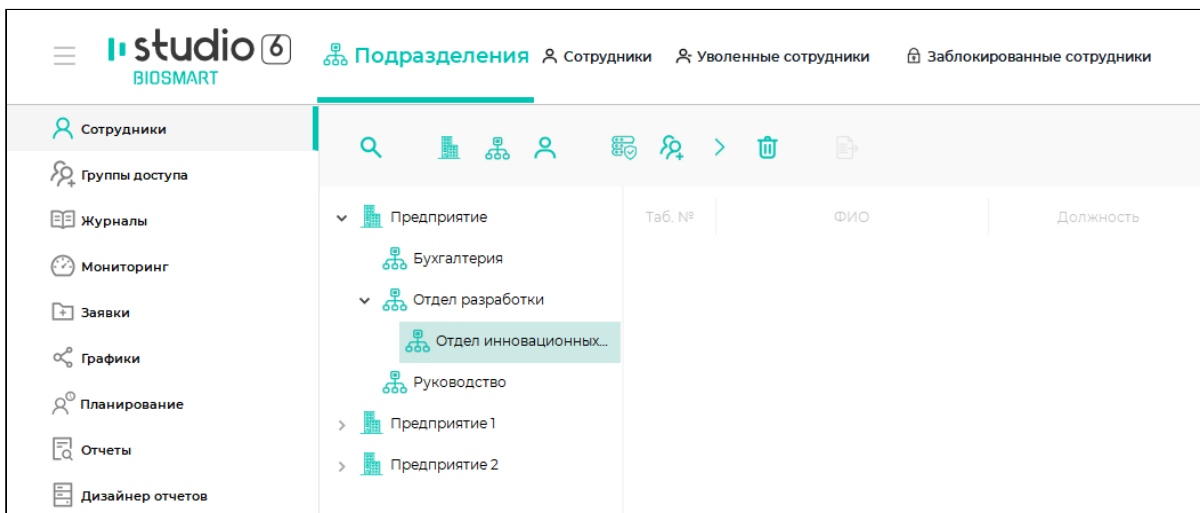 studio 6
BIOSMART
Подразделения
Сотрудники
Уволенные сотрудники
Заблокированные сотрудники
Сотрудники
Группы доступа
Журналы
Мониторинг
Заявки
Графики
Планирование
Отчеты
Дизайнер отчетов
Предприятие
Бухгалтерия
Отдел разработки
Отдел инновационных...
Руководство
Предприятие 1
Предприятие 2
Таб. №
ФИО
Должность